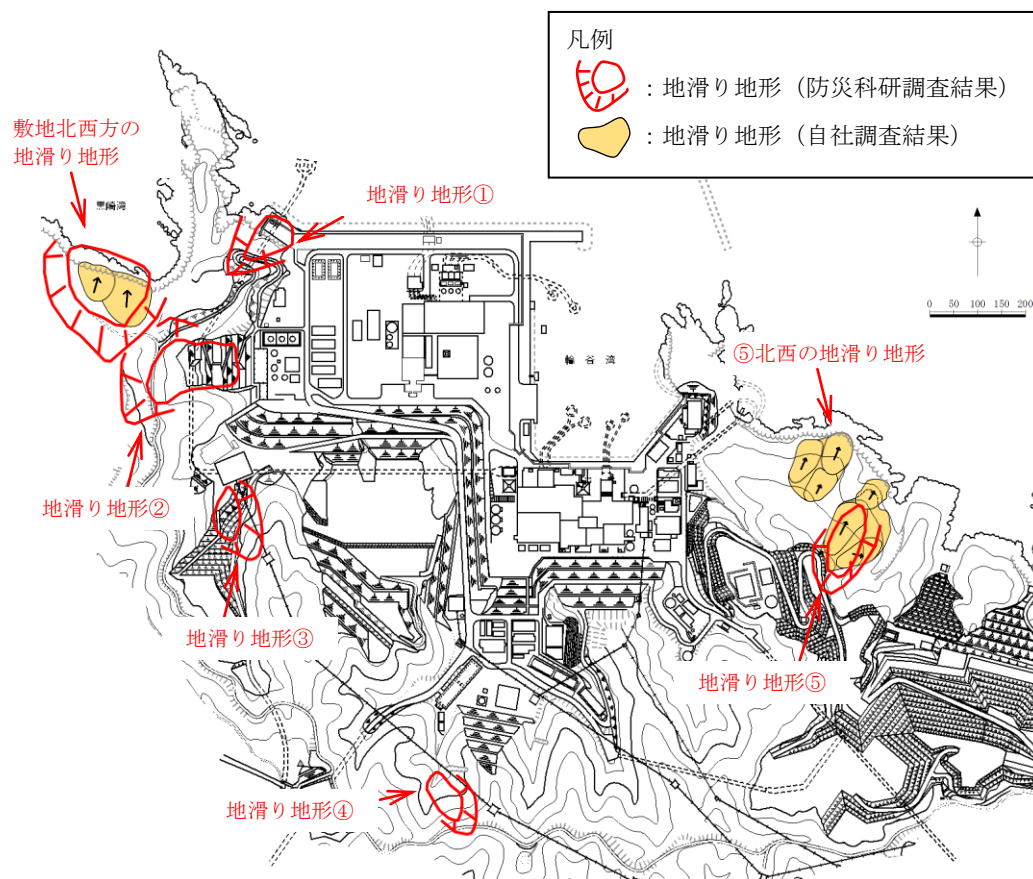 凡例
：地滑り地形（防災科研調査結果）
：地滑り地形（自社調査結果）
敷地北西方の
地滑り地形
地滑り地形①
黒崎湾
0 50 100 150 200
輪谷湾
⑤北西の地滑り地形
地滑り地形②
地滑り地形③
地滑り地形⑤
地滑り地形④